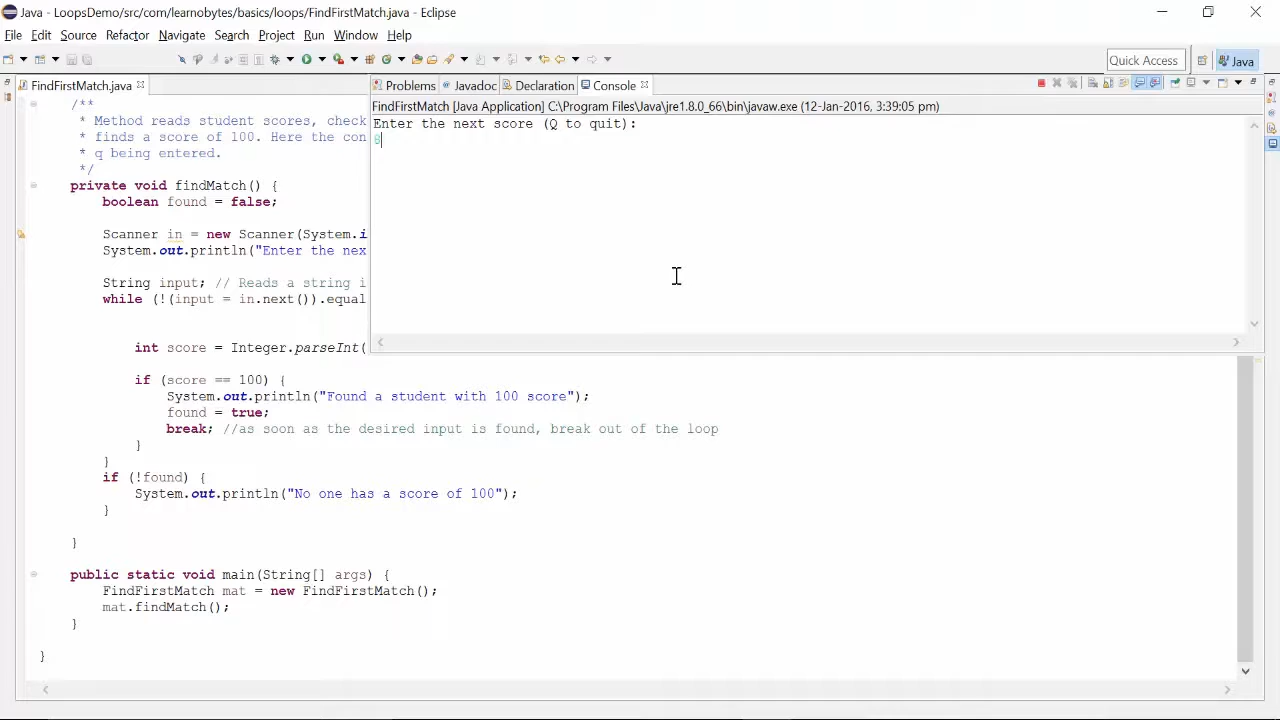 Java - LoopsDemo/src/com/learnobytes/basics/loops/FindFirstMatch.java - Eclipse
File Edit Source Refactor Navigate Search Project Run Window Help
Quick Access
Java
FindFirstMatch.java
Problems
Javadoc
Declaration
Console
FindFirstMatch [Java Application] C:\Program Files\Java\jre1.8.0_66\bin\javaw.exe (12-Jan-2016, 3:39:05 pm)
Enter the next score (Q to quit):
/**
* Method reads student scores, check
* finds a score of 100. Here the con
* q being entered.
*/
private void findMatch() {
boolean found = false;
Scanner in = new Scanner(System.i
System.out.println("Enter the nex
String input; // Reads a string i
while (!(input = in.next()).equal
int score = Integer.parseInt(
if (score == 100) {
System.out.println("Found a student with 100 score");
found = true;
break; //as soon as the desired input is found, break out of the loop
}
}
if (!found) {
System.out.println("No one has a score of 100");
}
}
public static void main(String[] args) {
FindFirstMatch mat = new FindFirstMatch();
mat.findMatch();
}
}